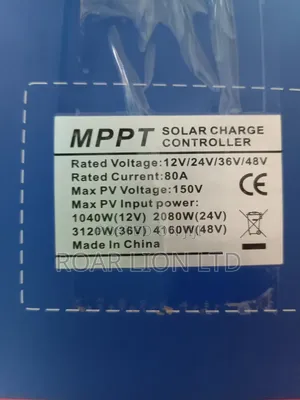 MPPT SOLAR CHARGE
CONTROLLER
Rated Voltage:12V/24V/36V/48V
Rated Current:80A
Max PV Voltage:150V
Max PV Input power:
1040W(12V) 2080W(24V)
3120W(36V) 4160W(48V)
Made In China
CE
ROAR LION LTD